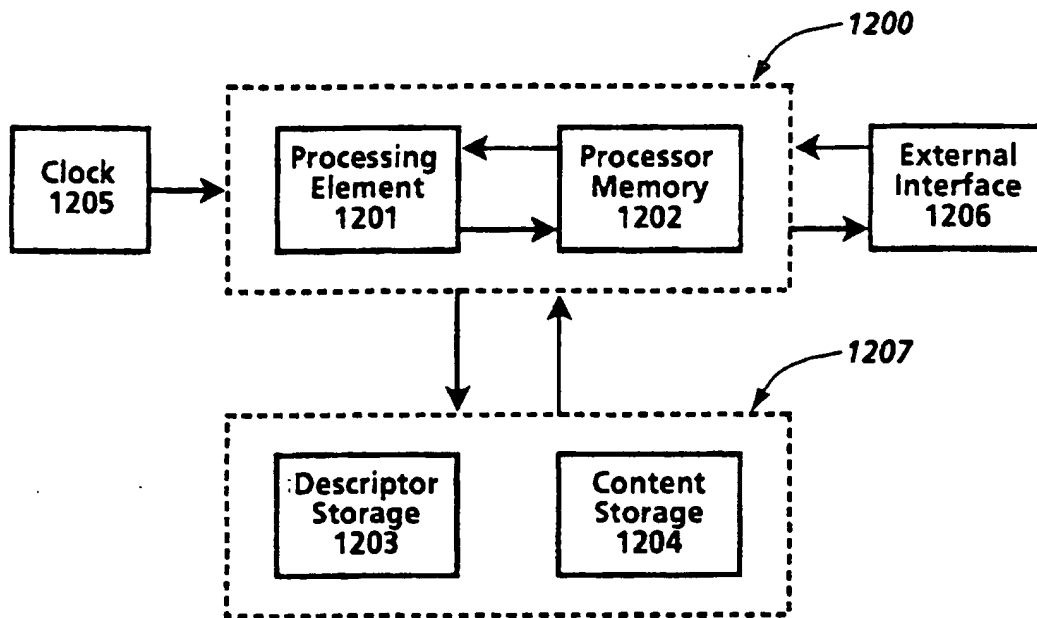 1200
Clock
1205
Processing
Element
1201
Processor
Memory
1202
External
Interface
1206
1207
Descriptor
Storage
1203
Content
Storage
1204